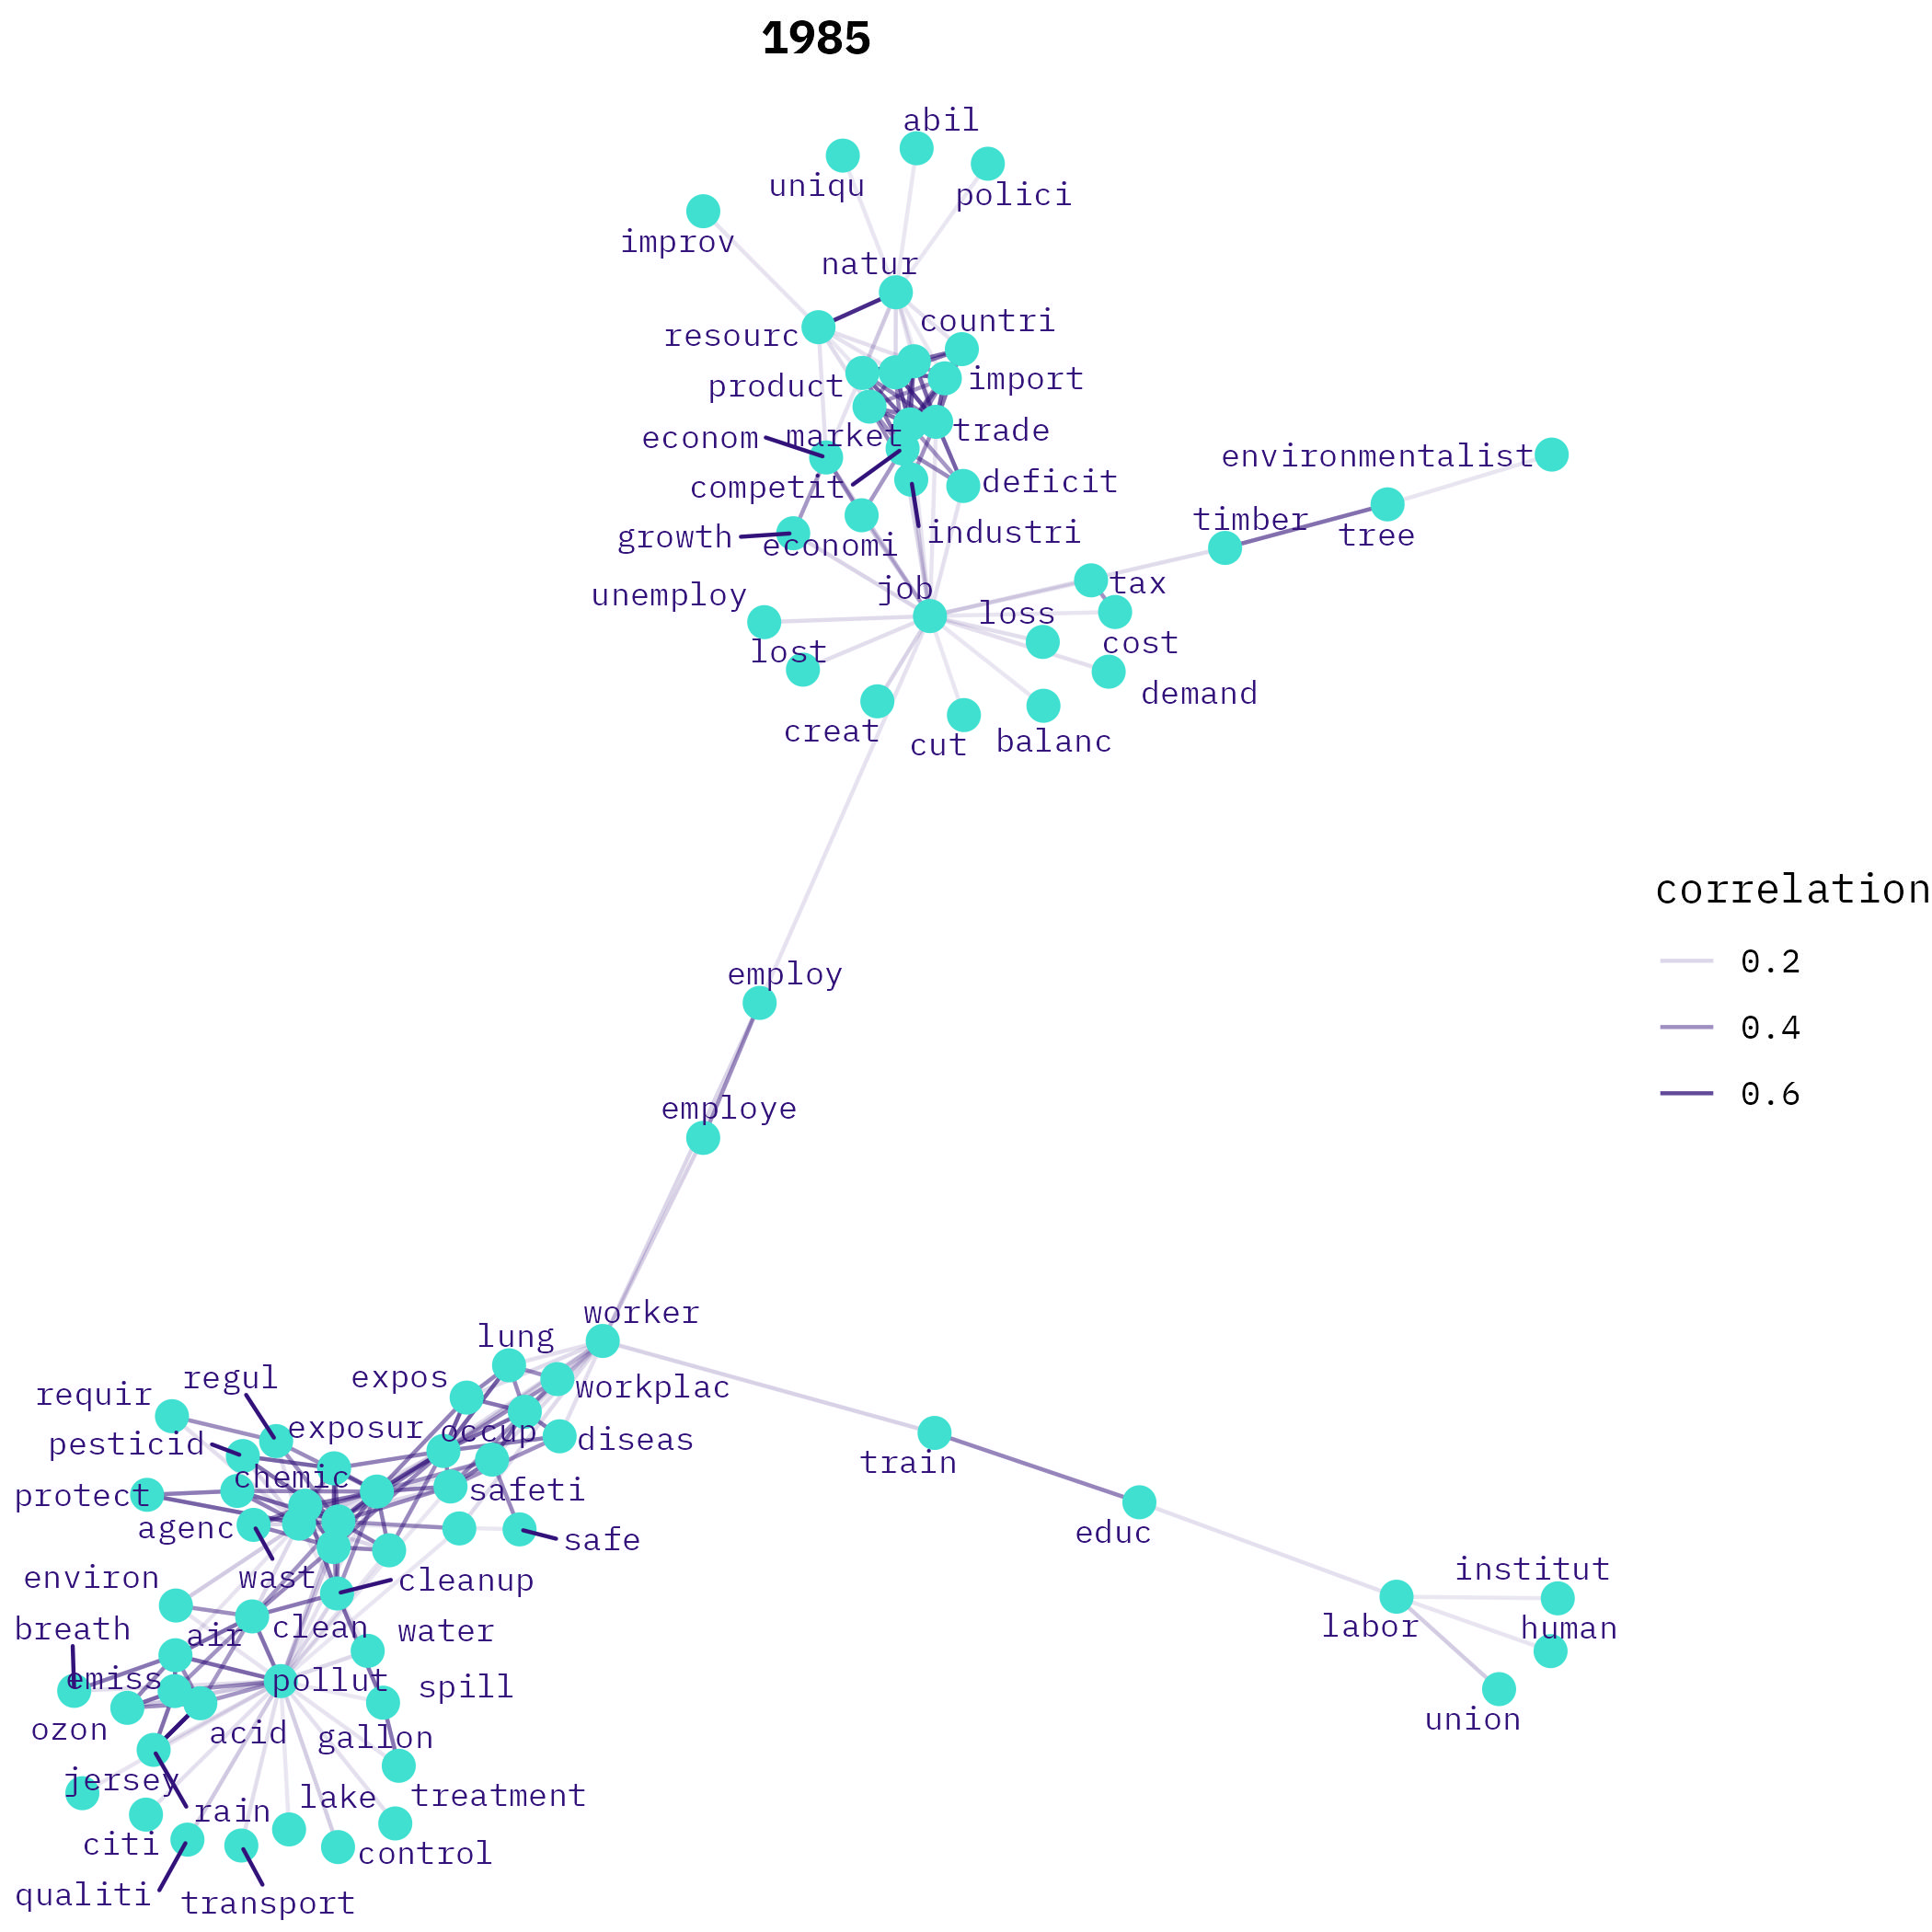 1985
abil
uniqu
polici
improv
natur
countri
resourc
import
product
trade
market
econom
environmentalist
deficit
competit
timber
tree
industri
growth
economi
tax
job
unemploy
loss
cost
lost
demand
creat
cut
balanc
correlation
0.2
0.4
0.6
employ
employe
worker
lung
regul
expos
workplac
requir
exposur
occup
diseas
pesticid
train
chemic
safeti
protect
agenc
educ
safe
institut
environ
wast
cleanup
breath
air
clean
water
labor
human
emiss
pollut
spill
ozon
acid
gallon
union
jersey
rain
lake
treatment
citi
control
qualiti
transport